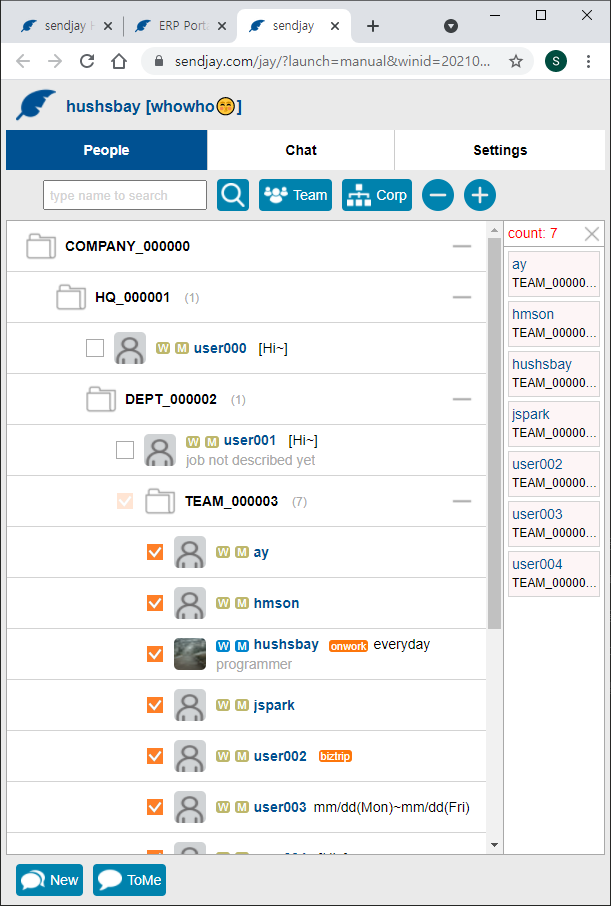 sendjay H
ERP Port
sendjay
sendjay.com/jay/?launch=manual&winid=20210...
S
hushsbay [whowho😄]
People
Chat
Settings
type name to search
Team
Corp
count: 7
COMPANY_000000
HQ_000001 (1)
W M user000 [Hi~]
DEPT_000002 (1)
W M user001 [Hi~]
job not described yet
TEAM_000003 (7)
W M ay
W M hmson
W M hushsbay onwork everyday
programmer
W M jspark
W M user002 biztrip
W M user003 mm/dd(Mon)~mm/dd(Fri)
ay
TEAM_00000...
hmson
TEAM_00000...
hushsbay
TEAM_00000...
jspark
TEAM_00000...
user002
TEAM_00000...
user003
TEAM_00000...
user004
TEAM_00000...
New
ToMe